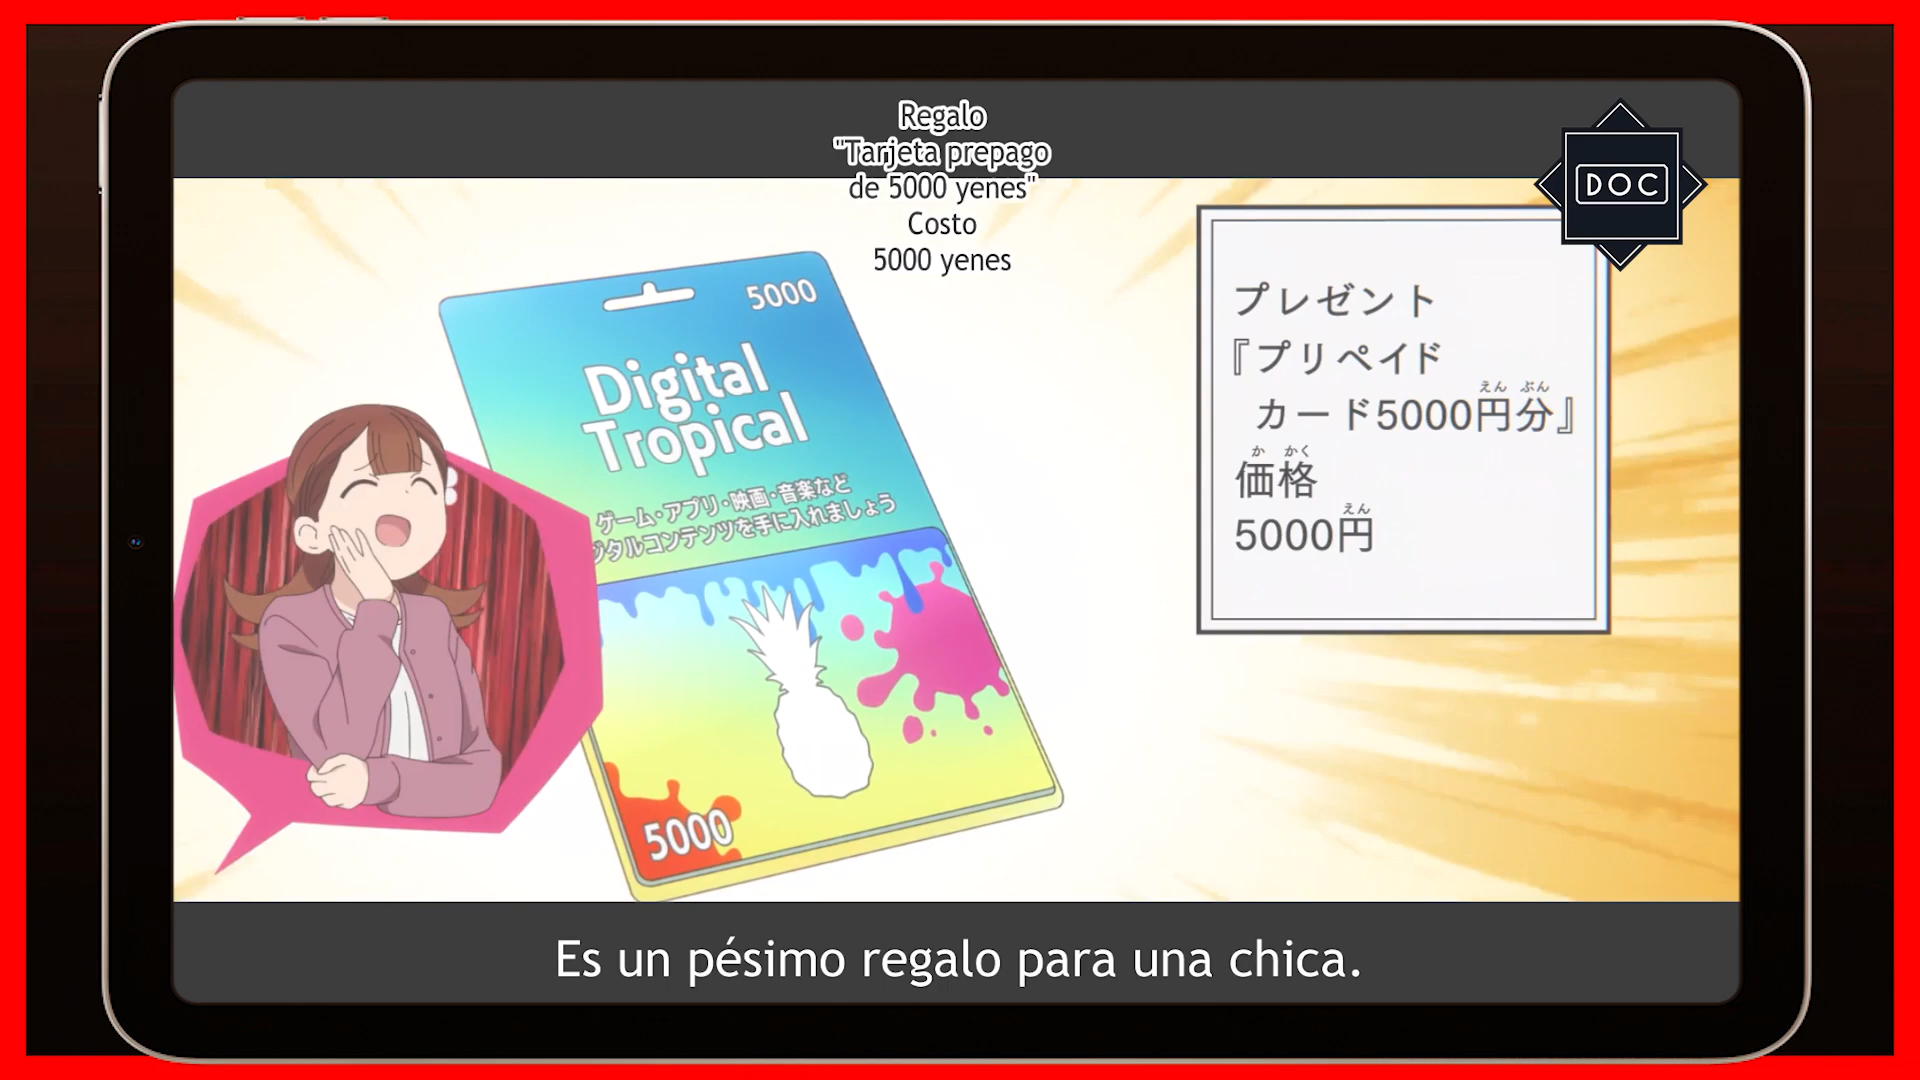 Regalo
"Tarjeta prepago
de 5000 yenes"
Costo
5000 yenes
DOC
5000
Digital
Tropical
ゲーム・アプリ・映画・音楽など
ジタルコンテンツを手に入れましょう
5000
プレゼント
『プリペイド
えん ぶん
カード5000円分』
か かく
価格
えん
5000円
Es un pésimo regalo para una chica.